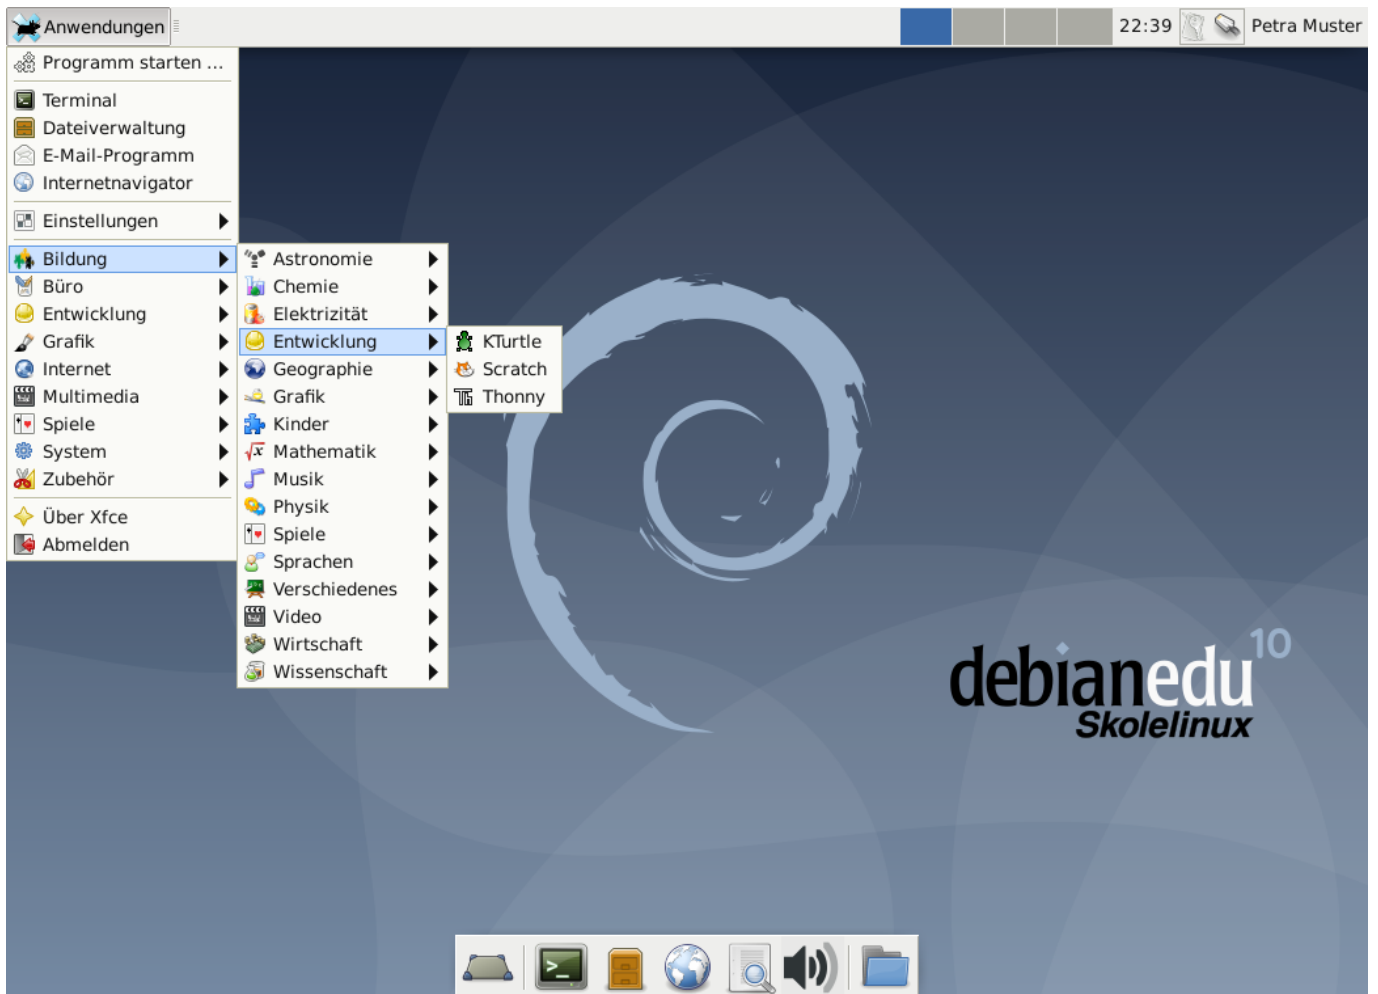 Anwendungen
22:39
Petra Muster
Programm starten ...
Terminal
Dateiverwaltung
E-Mail-Programm
Internetnavigator
Einstellungen
Bildung
Büro
Entwicklung
Grafik
Internet
Multimedia
Spiele
System
Zubehör
Über Xfce
Abmelden
Astronomie
Chemie
Elektrizität
Entwicklung
Geographie
Grafik
Kinder
Mathematik
Musik
Physik
Spiele
Sprachen
Verschiedenes
Video
Wirtschaft
Wissenschaft
KTurtle
Scratch
Thonny
debianedu 10
Skolelinux